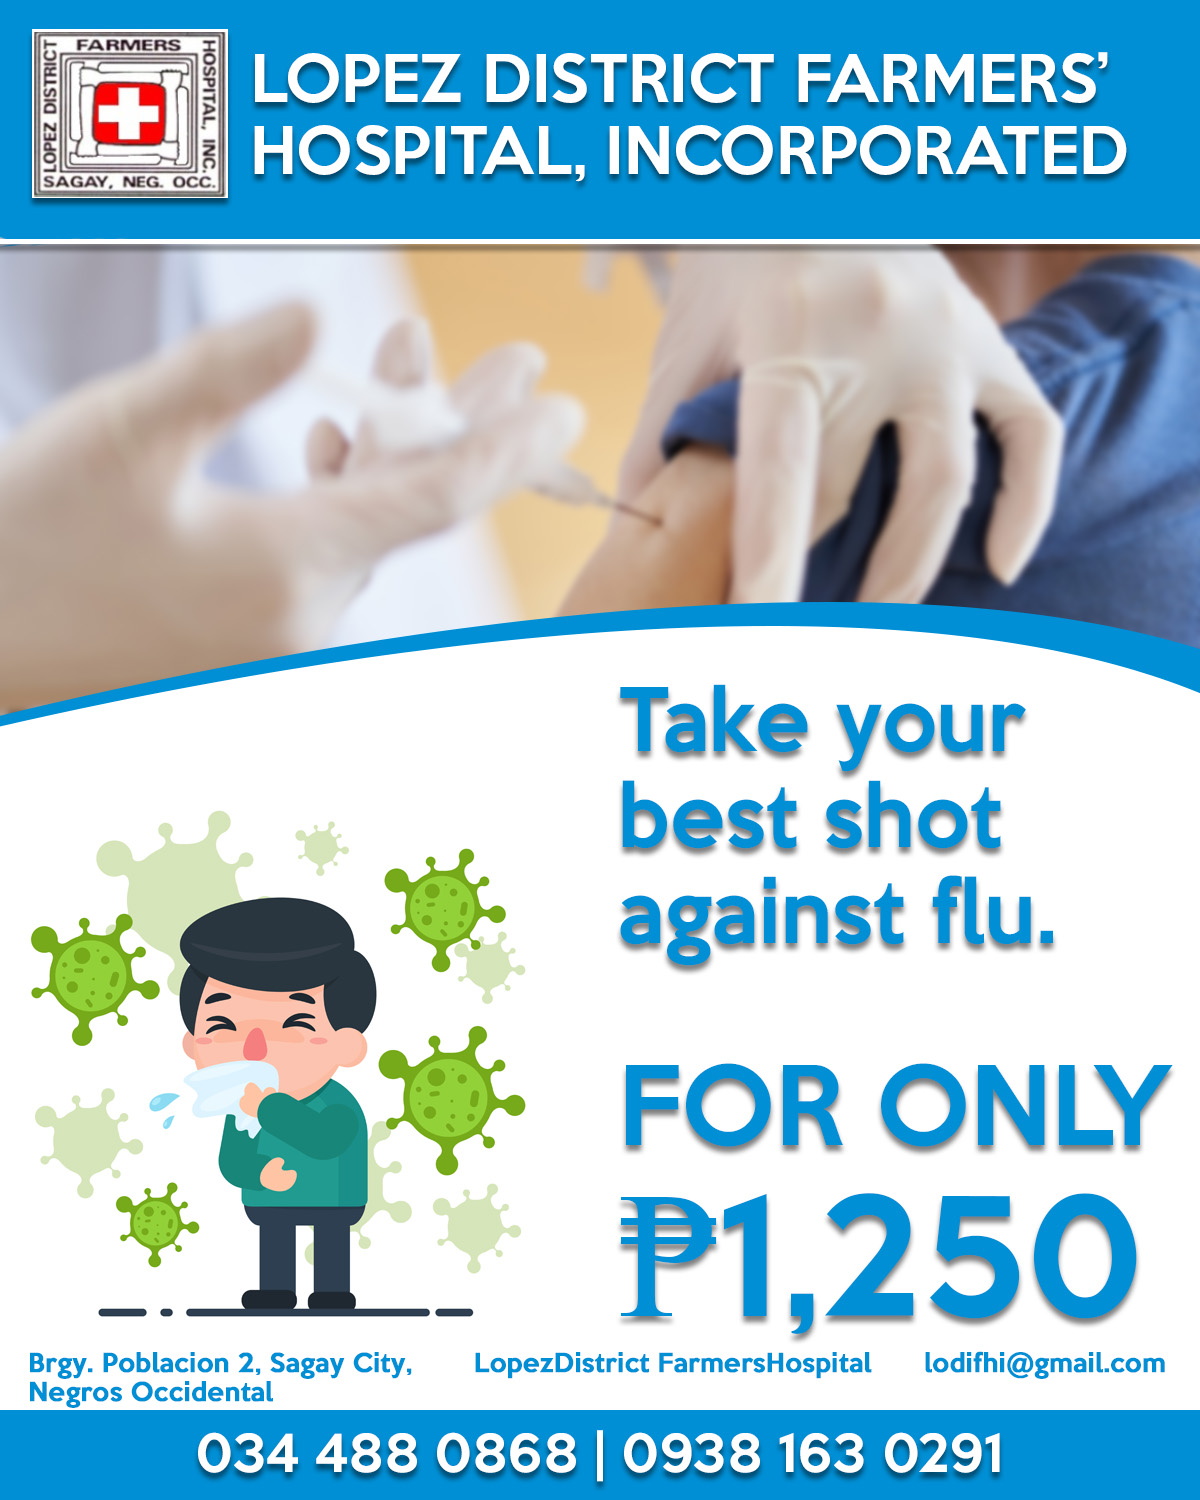 FARMERS
LOPEZ DISTRICT
HOSPITAL, INC.
SAGAY, NEG. OCC.
LOPEZ DISTRICT FARMERS’
HOSPITAL, INCORPORATED
Take your
best shot
against flu.
FOR ONLY
₱1,250
Brgy. Poblacion 2, Sagay City,
Negros Occidental
LopezDistrict FarmersHospital
lodifhi@gmail.com
034 488 0868 | 0938 163 0291